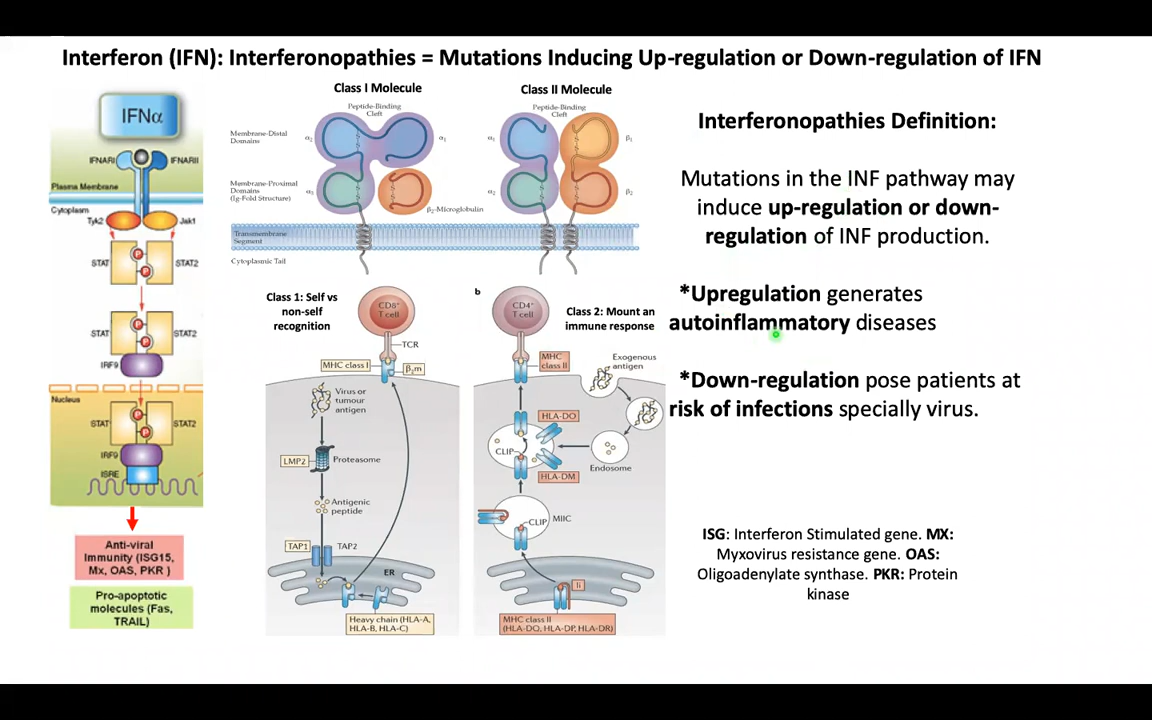 Interferon (IFN): Interferonopathies = Mutations Inducing Up-regulation or Down-regulation of IFN
IFNα
IFNARI
IFNARII
Plasma Membrane
Cytoplasm
Tyk2
Jak1
P
STAT
STAT2
P
P
STAT
STAT2
P
IRF9
Nucleus
P
STAT
STAT2
P
IRF9
ISRE
Anti-viral
Immunity (ISG15,
Mx, OAS, PKR )
Pro-apoptotic
molecules (Fas,
TRAIL)
Class I Molecule
Peptide-Binding
Cleft
Membrane-Distal
Domains
α2
α1
Membrane-Proximal
Domains
(Ig-Fold Structure)
α3
β2-Microglobulin
Transmembrane
Segment
Cytoplasmic Tail
Class II Molecule
Peptide-Binding
Cleft
α1
β1
α2
β2
Class 1: Self vs
non-self
recognition
CD8+
T cell
TCR
MHC class I
β2m
Virus or
tumour
antigen
LMP2
Proteasome
Antigenic
peptide
TAP1
TAP2
ER
Heavy chain (HLA-A,
HLA-B, HLA-C)
b
CD4+
T cell
Class 2: Mount an
immune response
MHC
class II
Exogenous
antigen
HLA-DO
CLIP
Endosome
HLA-DM
CLIP
MIIC
Ii
MHC class II
(HLA-DQ, HLA-DP, HLA-DR)
Interferonopathies Definition:
Mutations in the INF pathway may
induce up-regulation or down-
regulation of INF production.
*Upregulation generates
autoinflammatory diseases
*Down-regulation pose patients at
risk of infections specially virus.
ISG: Interferon Stimulated gene. MX:
Myxovirus resistance gene. OAS:
Oligoadenylate synthase. PKR: Protein
kinase